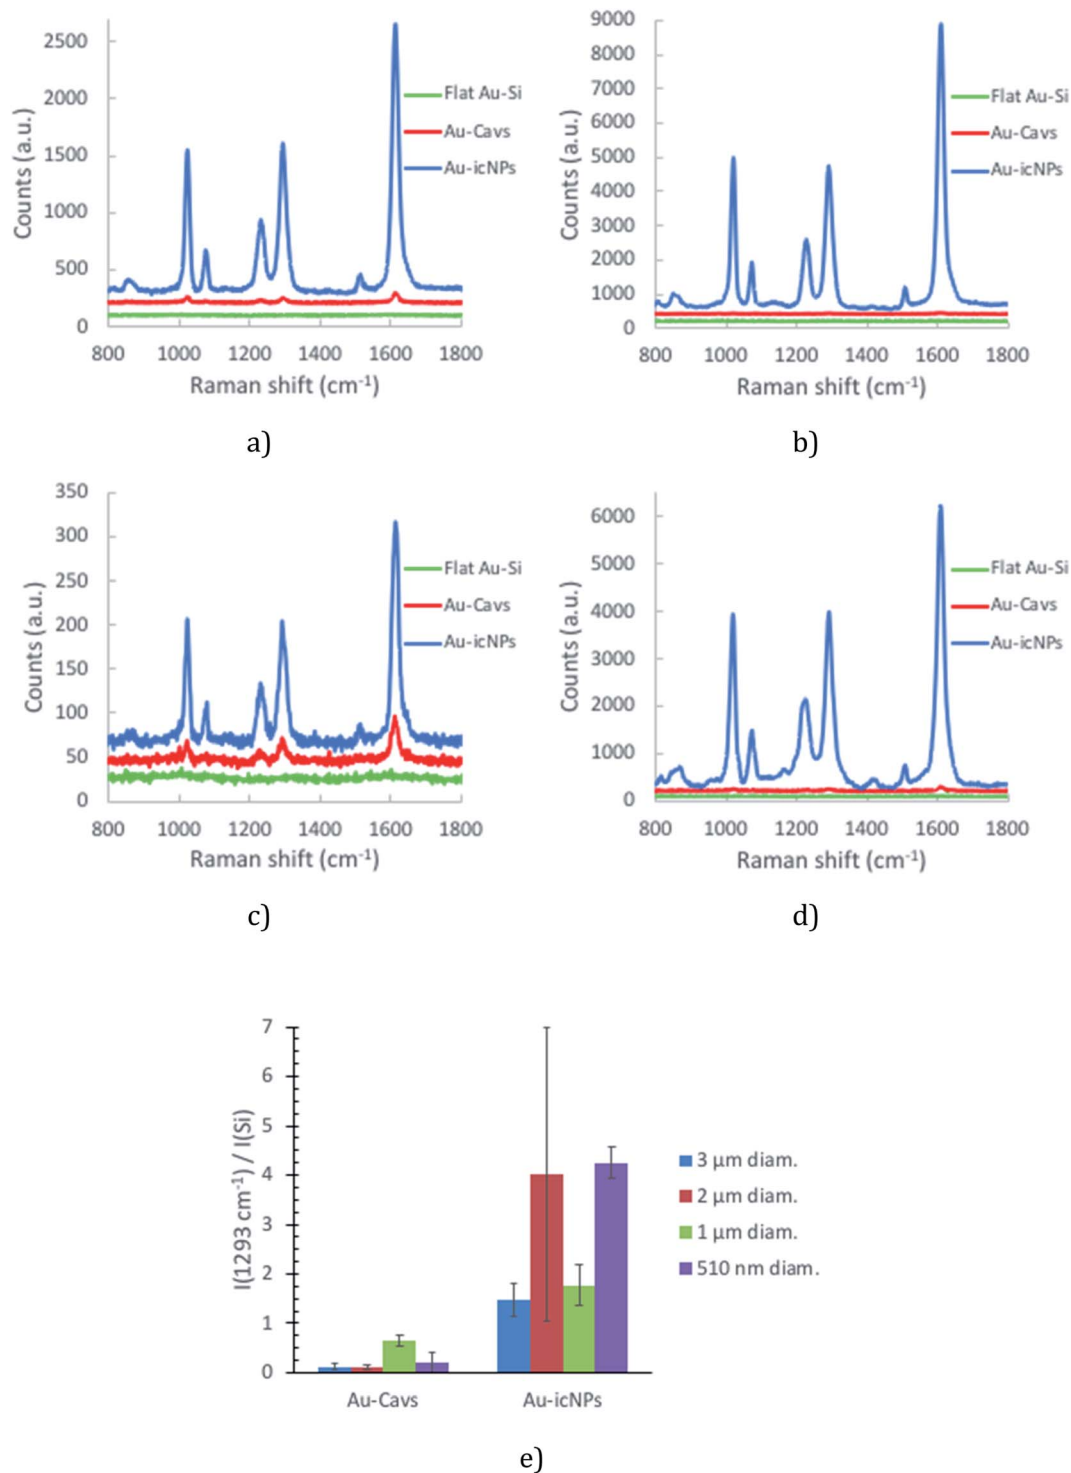 2500
2000
1500
1000
500
0
Counts (a.u.)
800 1000 1200 1400 1600 1800
Raman shift (cm-1)
Flat Au-Si
Au-Cavs
Au-icNPs
a)
9000
8000
7000
6000
5000
4000
3000
2000
1000
0
Counts (a.u.)
800 1000 1200 1400 1600 1800
Raman shift (cm-1)
Flat Au-Si
Au-Cavs
Au-icNPs
b)
350
300
250
200
150
100
50
0
Counts (a.u.)
800 1000 1200 1400 1600 1800
Raman shift (cm-1)
Flat Au-Si
Au-Cavs
Au-icNPs
c)
6000
5000
4000
3000
2000
1000
0
Counts (a.u.)
800 1000 1200 1400 1600 1800
Raman shift (cm-1)
Flat Au-Si
Au-Cavs
Au-icNPs
d)
7
6
5
4
3
2
1
0
I(1293 cm-1) / I(Si)
Au-Cavs Au-icNPs
3 µm diam.
2 µm diam.
1 µm diam.
510 nm diam.
e)